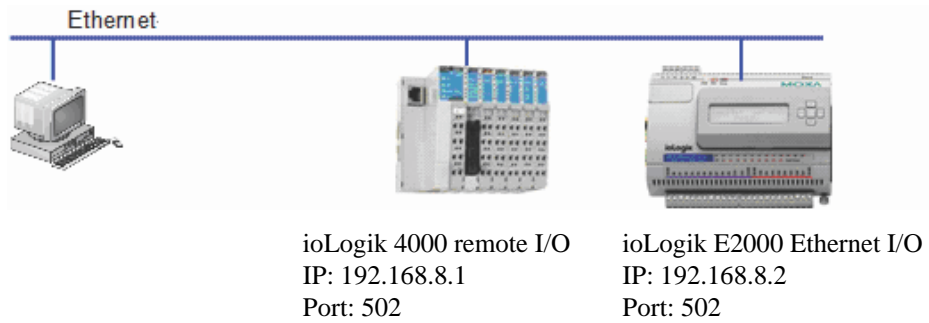 Ethernet
MOXA
ioLogik
ioLogik 4000 remote I/O
IP: 192.168.8.1
Port: 502
ioLogik E2000 Ethernet I/O
IP: 192.168.8.2
Port: 502